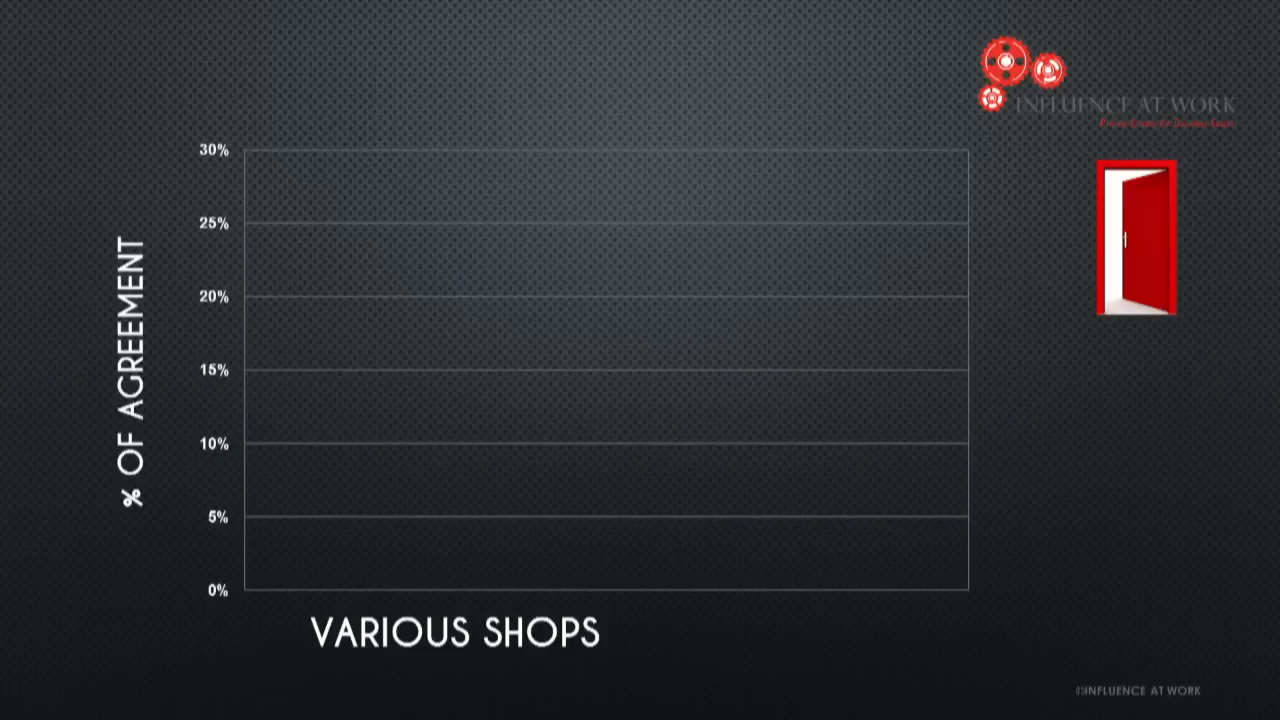 INFLUENCE AT WORK
30%
25%
20%
15%
10%
5%
0%
% OF AGREEMENT
VARIOUS SHOPS
©INFLUENCE AT WORK